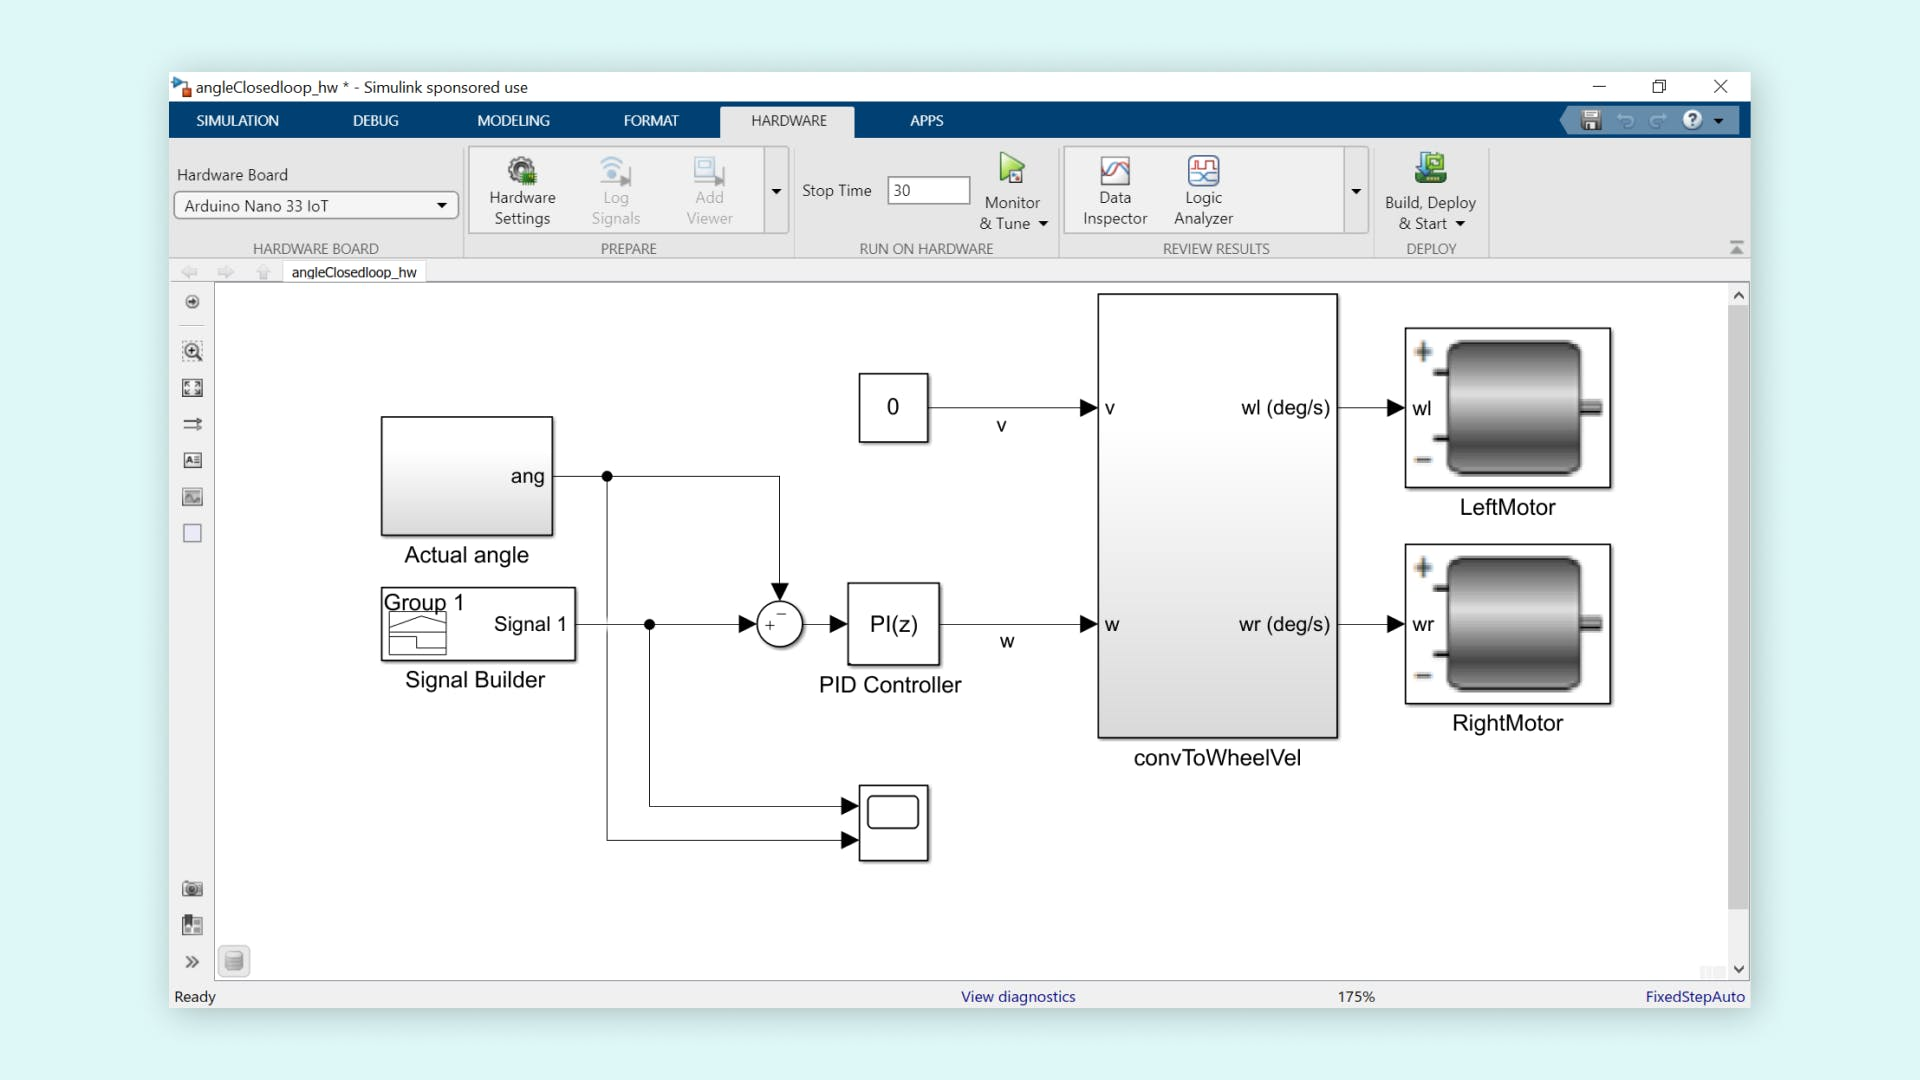 angleClosedloop_hw * - Simulink sponsored use
SIMULATION DEBUG MODELING FORMAT HARDWARE APPS
?
Hardware Board
Arduino Nano 33 IoT
HARDWARE BOARD
Hardware
Settings
Log
Signals
Add
Viewer
PREPARE
Stop Time 30
Monitor
& Tune
RUN ON HARDWARE
Data
Inspector
Logic
Analyzer
REVIEW RESULTS
Build, Deploy
& Start
DEPLOY
angleClosedloop_hw
0
v
v
wl (deg/s)
wl
+
−
LeftMotor
ang
Actual angle
Group 1
Signal 1
Signal Builder
+
−
PI(z)
PID Controller
w
w
wr (deg/s)
convToWheelVel
wr
+
−
RightMotor
Ready View diagnostics 175% FixedStepAuto